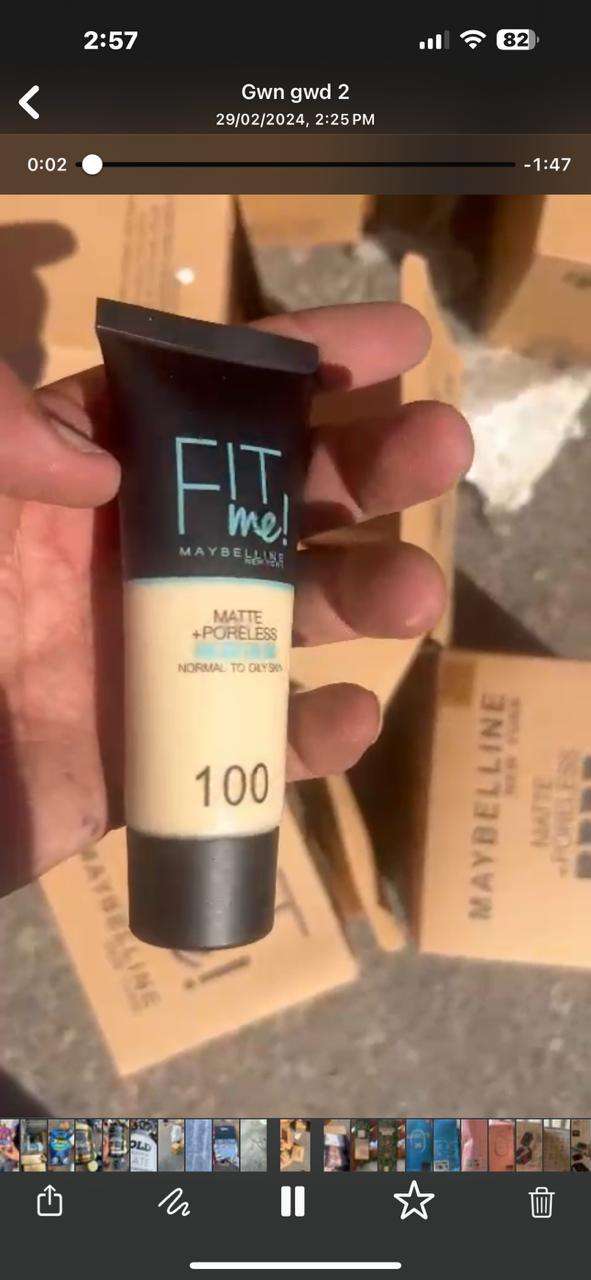 2:57
82
Gwn gwd 2
29/02/2024, 2:25 PM
0:02
-1:47
FIT
me!
MAYBELLINE
NEW YORK
MATTE
+PORELESS
NORMAL TO OILY SKIN
100
MAYBELLINE
NEW YORK
MATTE
+PORELESS
MAYBELLINE